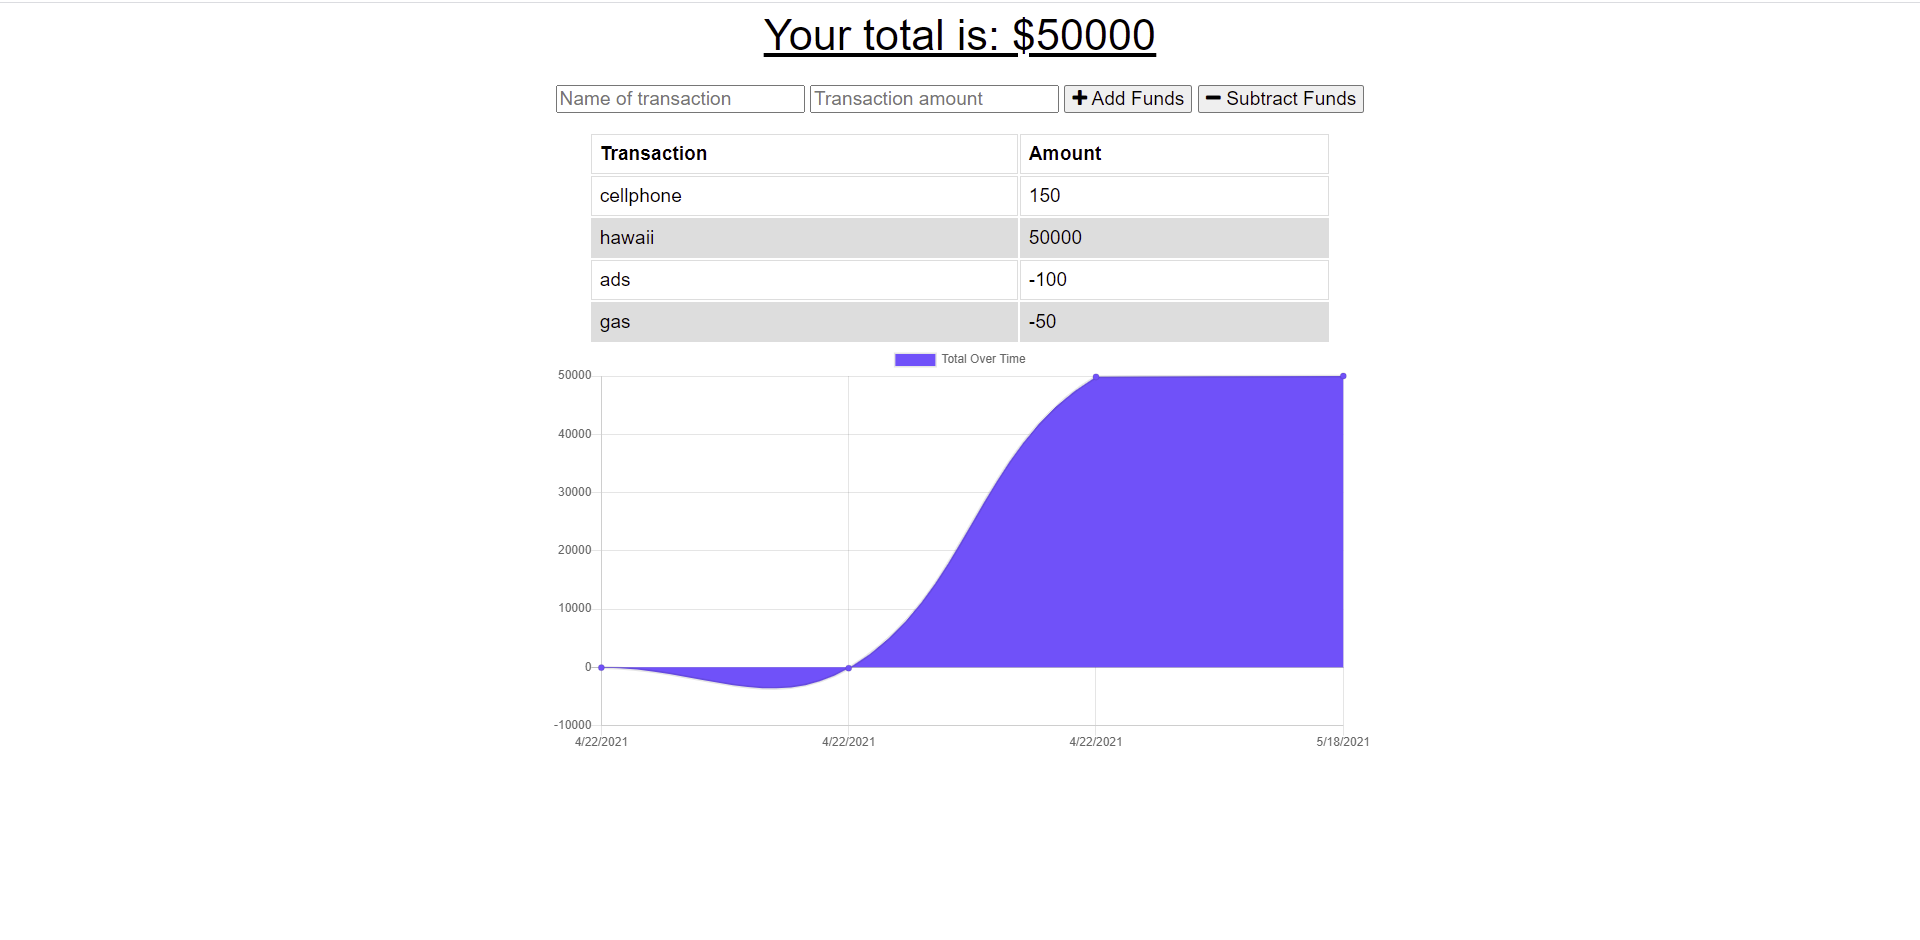 Your total is: $50000
Name of transaction Transaction amount Add Funds Subtract Funds
Transaction Amount
cellphone 150
hawaii 50000
ads -100
gas -50
Total Over Time
50000
40000
30000
20000
10000
0
-10000
4/22/2021 4/22/2021 4/22/2021 5/18/2021